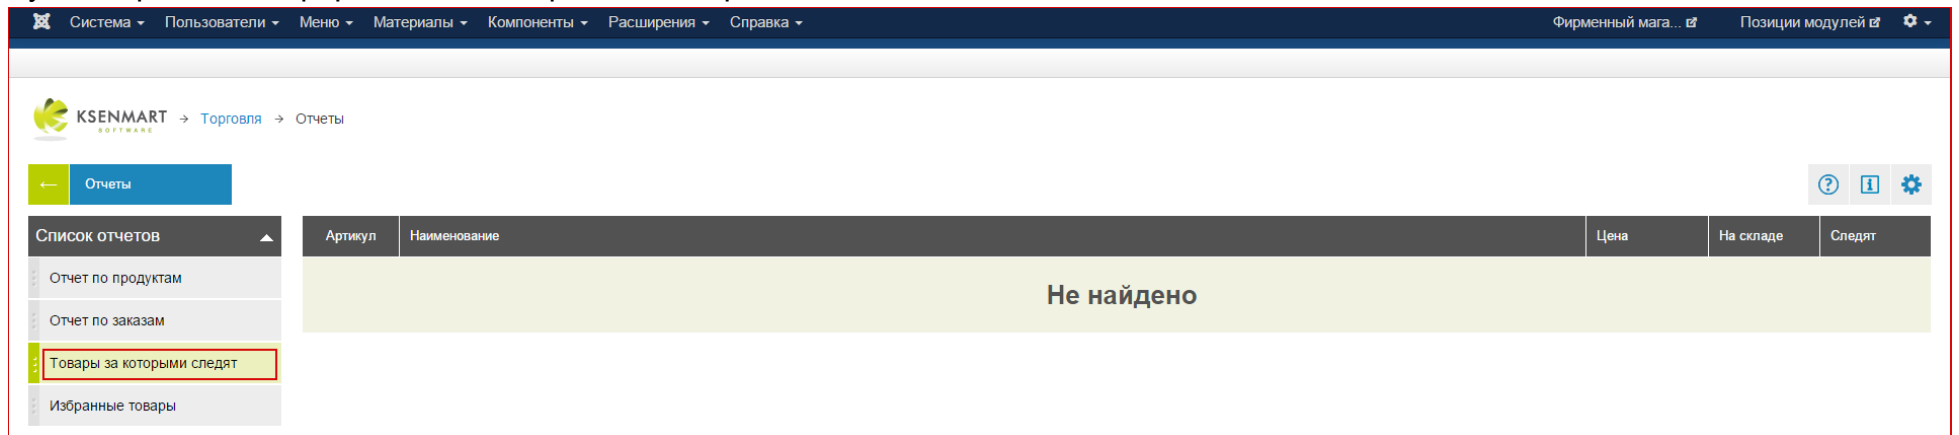 Система Пользователи Меню Материалы Компоненты Расширения Справка Фирменный мага... Позиции модулей
KSENMART SOFTWARE → Торговля → Отчеты
← Отчеты
Список отчетов
Артикул Наименование Цена На складе Следят
Отчет по продуктам
Не найдено
Отчет по заказам
Товары за которыми следят
Избранные товары